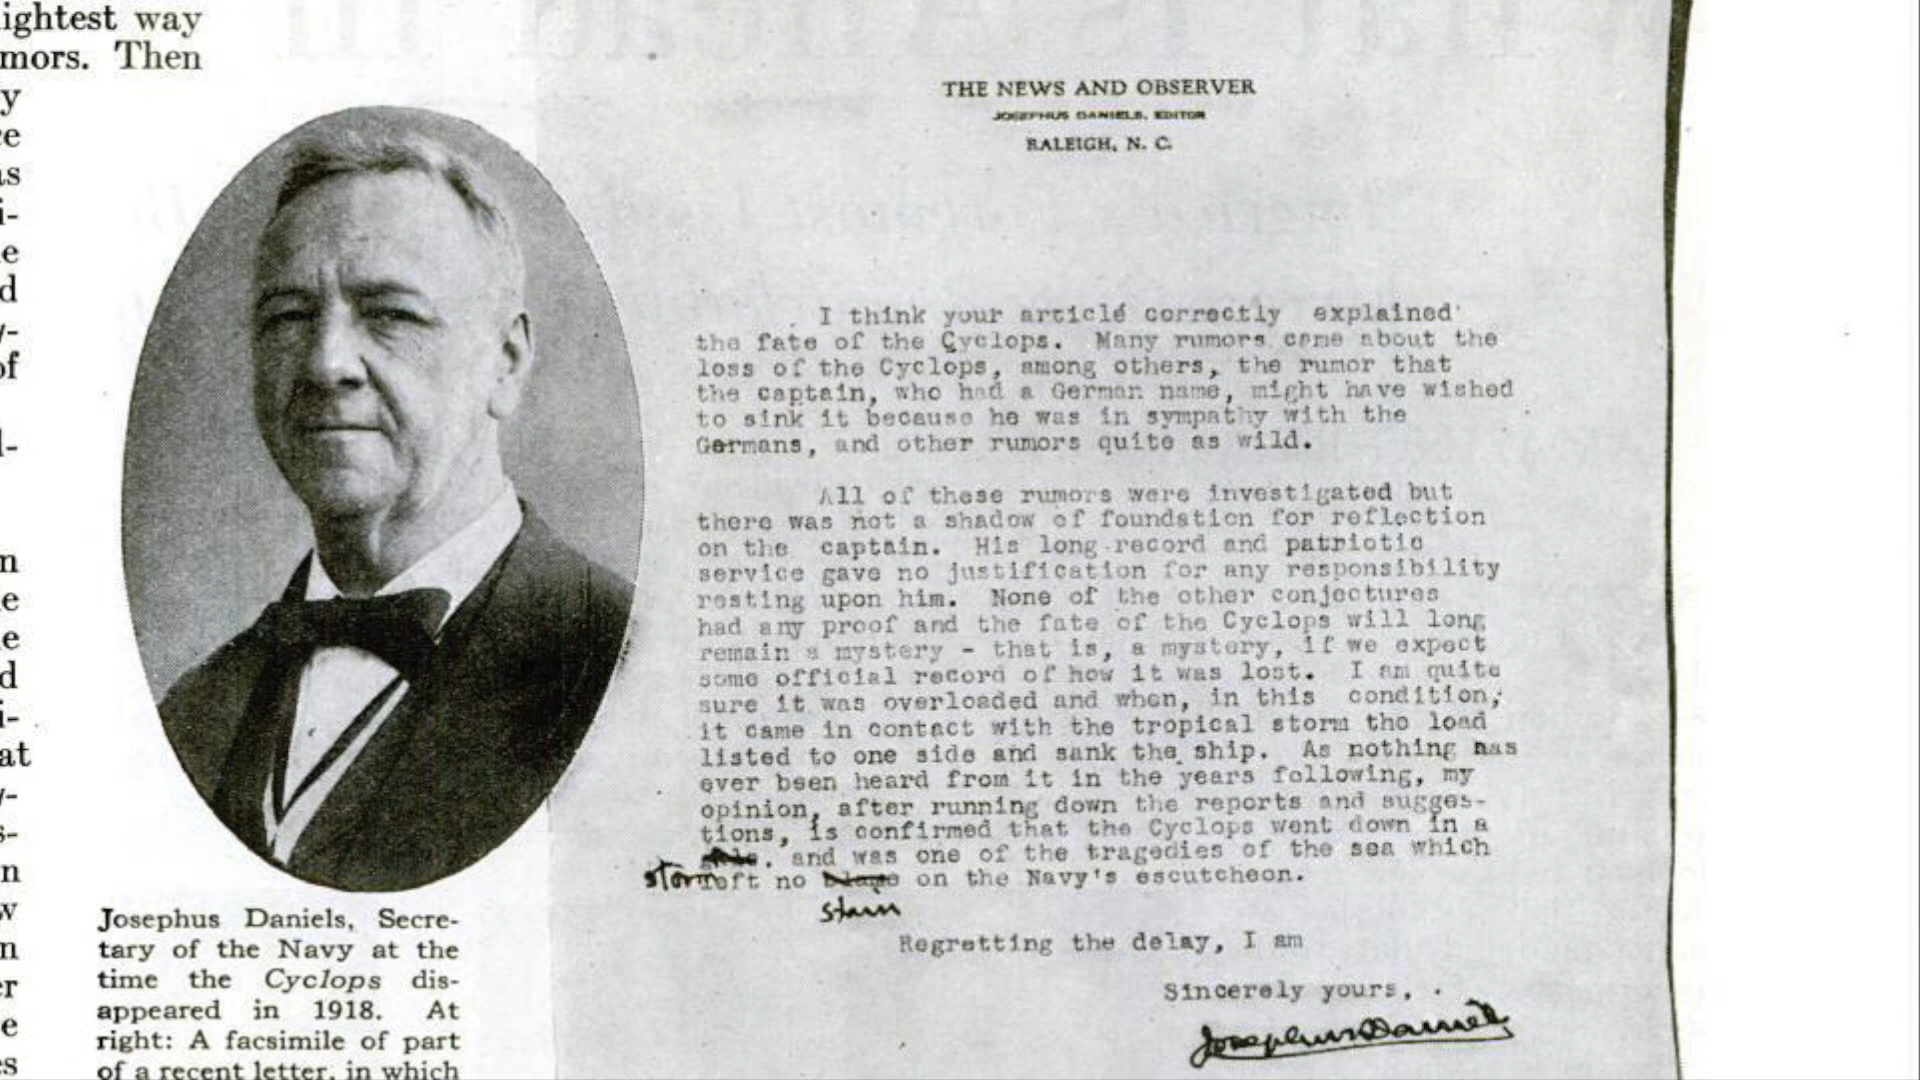 ightest way
mors. Then
y
ce
as
i-
e
d
y-
of
l-
n
e
e
d
i-
at
y-
s-
n
w
n
er
e
es
THE NEWS AND OBSERVER
JOSEPHUS DANIELS, EDITOR
RALEIGH, N. C.
I think your article correctly explained
the fate of the Cyclops. Many rumors came about the
loss of the Cyclops, among others, the rumor that
the captain, who had a German name, might have wished
to sink it because he was in sympathy with the
Germans, and other rumors quite as wild.
All of these rumors were investigated but
there was not a shadow of foundation for reflection
on the captain. His long record and patriotic
service gave no justification for any responsibility
resting upon him. None of the other conjectures
had any proof and the fate of the Cyclops will long
remain a mystery - that is, a mystery, if we expect
some official record of how it was lost. I am quite
sure it was overloaded and when, in this condition,
it came in contact with the tropical storm the load
listed to one side and sank the ship. As nothing has
ever been heard from it in the years following, my
opinion, after running down the reports and sugges-
tions, is confirmed that the Cyclops went down in a
. and was one of the tragedies of the sea which
storm left no blame on the Navy's escutcheon.
stain
Regretting the delay, I am
Sincerely yours,
Josephus Daniels
Josephus Daniels, Secre-
tary of the Navy at the
time the Cyclops dis-
appeared in 1918. At
right: A facsimile of part
of a recent letter, in which